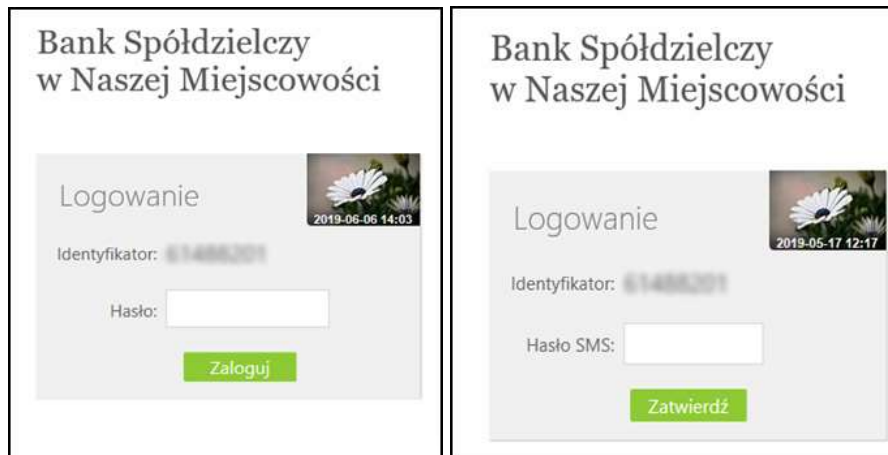 Bank Spółdzielczy
w Naszej Miejscowości
Logowanie
2019-06-06 14:03
Identyfikator:
Hasło:
Zaloguj
Bank Spółdzielczy
w Naszej Miejscowości
Logowanie
2019-05-17 12:17
Identyfikator:
Hasło SMS:
Zatwierdź